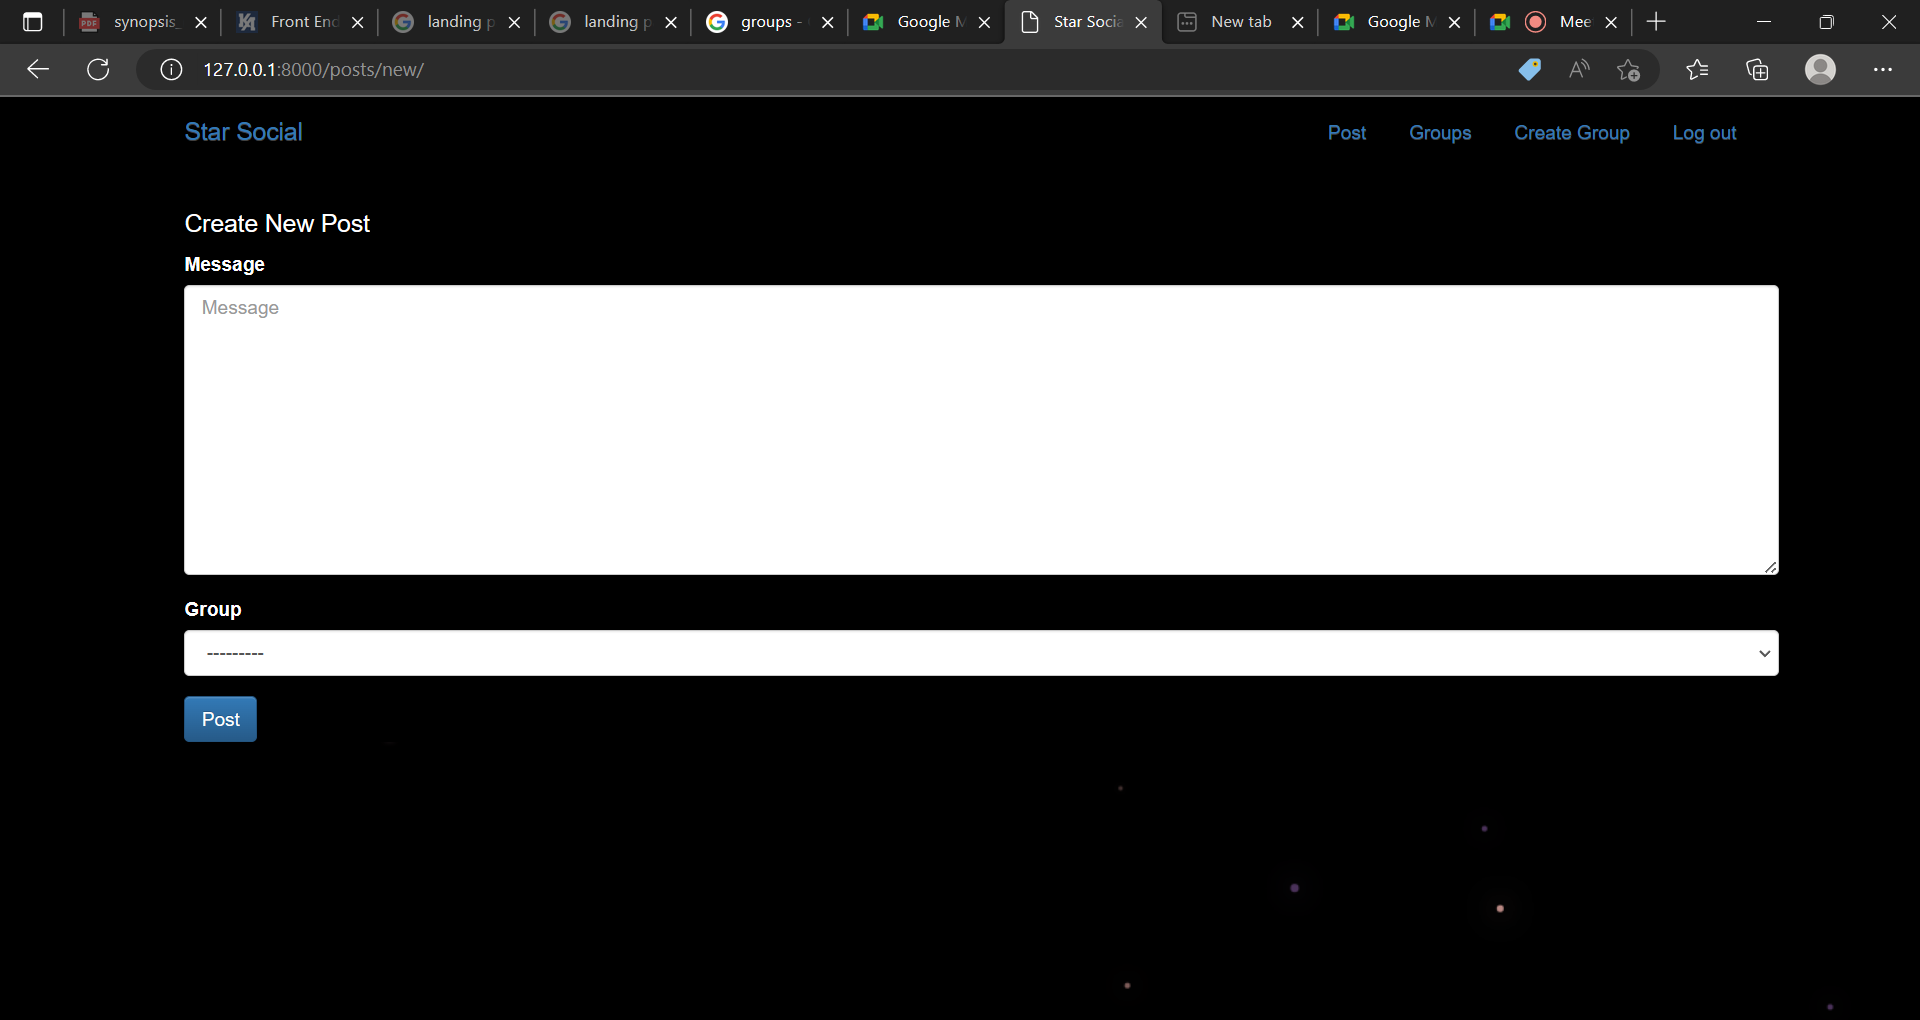 synopsis_
Front End
landing p
landing p
groups -
Google M
Star Socia
New tab
Google M
Mee
127.0.0.1:8000/posts/new/
Star Social
Post
Groups
Create Group
Log out
Create New Post
Message
Message
Group
---------
Post